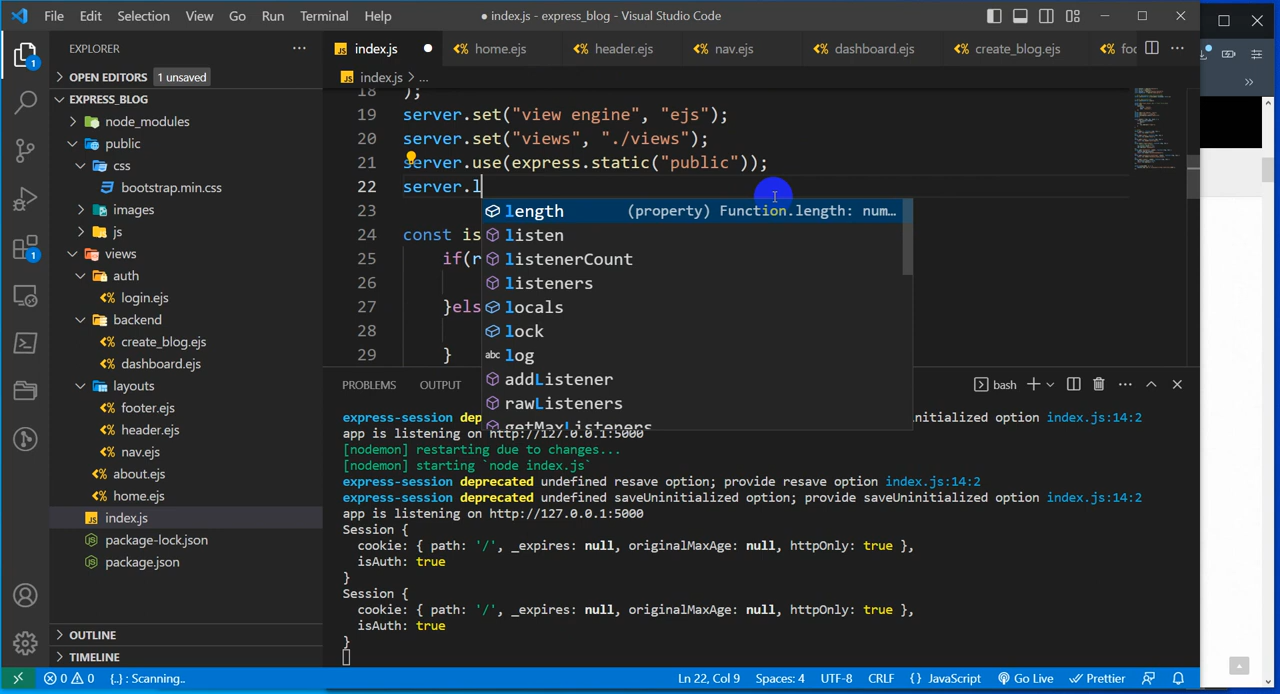 File Edit Selection View Go Run Terminal Help ● index.js - express_blog - Visual Studio Code
EXPLORER
OPEN EDITORS 1 unsaved
EXPRESS_BLOG
node_modules
public
css
bootstrap.min.css
images
js
views
auth
login.ejs
backend
create_blog.ejs
dashboard.ejs
layouts
footer.ejs
header.ejs
nav.ejs
about.ejs
home.ejs
index.js
package-lock.json
package.json
OUTLINE
TIMELINE
index.js home.ejs header.ejs nav.ejs dashboard.ejs create_blog.ejs
index.js > ...
18 );
19 server.set("view engine", "ejs");
20 server.set("views", "./views");
21 server.use(express.static("public"));
22 server.l
23
24 const is
25 if(r
26
27 }els
28
29 }
length (property) Function.length: num...
listen
listenerCount
listeners
locals
lock
abc log
addListener
rawListeners
getMaxListeners
PROBLEMS OUTPUT bash
express-session dep initialized option index.js:14:2
app is listening on http://127.0.0.1:5000
[nodemon] restarting due to changes...
[nodemon] starting `node index.js`
express-session deprecated undefined resave option; provide resave option index.js:14:2
express-session deprecated undefined saveUninitialized option; provide saveUninitialized option index.js:14:2
app is listening on http://127.0.0.1:5000
Session {
cookie: { path: '/', _expires: null, originalMaxAge: null, httpOnly: true },
isAuth: true
}
Session {
cookie: { path: '/', _expires: null, originalMaxAge: null, httpOnly: true },
isAuth: true
}
0 0 {..} : Scanning.. Ln 22, Col 9 Spaces: 4 UTF-8 CRLF {} JavaScript Go Live Prettier